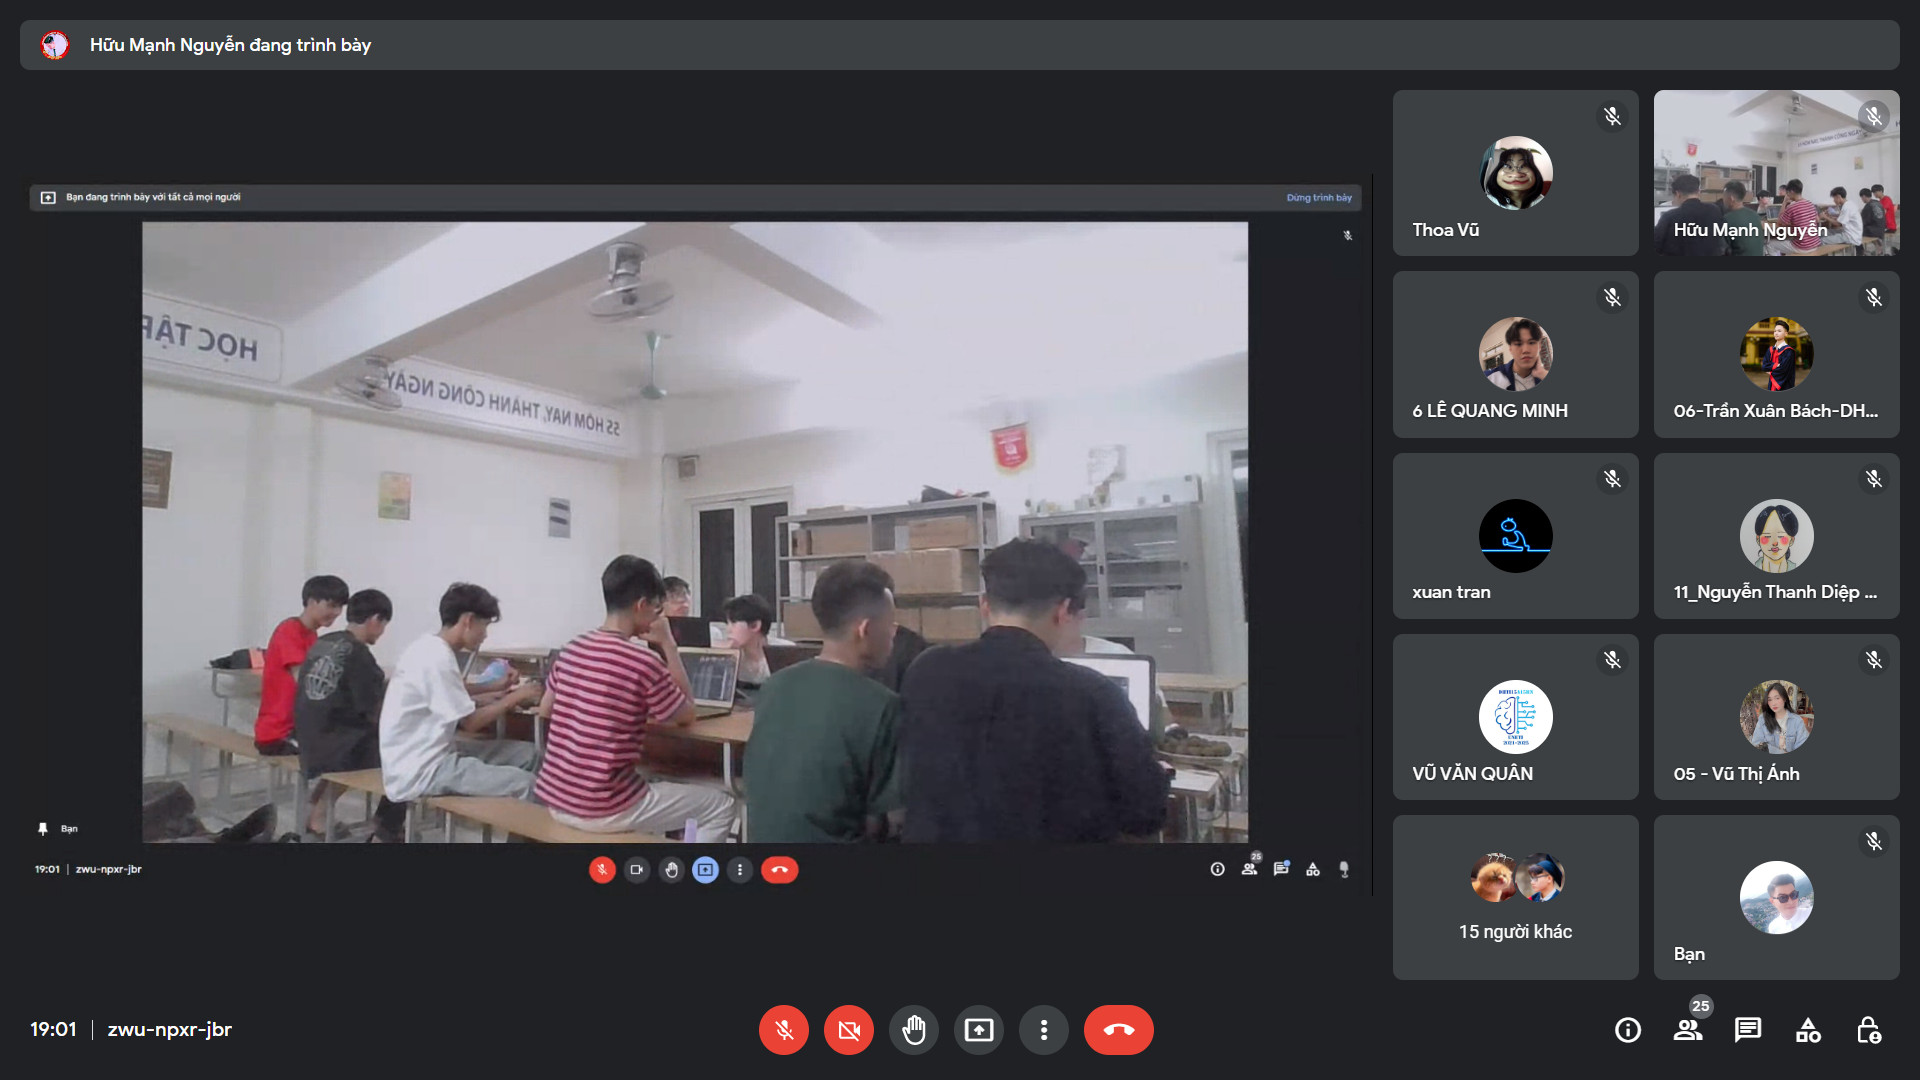 Hữu Mạnh Nguyễn đang trình bày
Bạn đang trình bày với tất cả mọi người
Dừng trình bày
HỌC TẬP
SS HÔM NAY, THÀNH CÔNG NGÀY
Bạn
19:01 | zwu-npxr-jbr
25
Thoa Vũ
Hữu Mạnh Nguyễn
6 LÊ QUANG MINH
06-Trần Xuân Bách-DH...
xuan tran
11_Nguyễn Thanh Diệp ...
VŨ VĂN QUÂN
05 - Vũ Thị Ánh
15 người khác
Bạn
19:01 | zwu-npxr-jbr
25